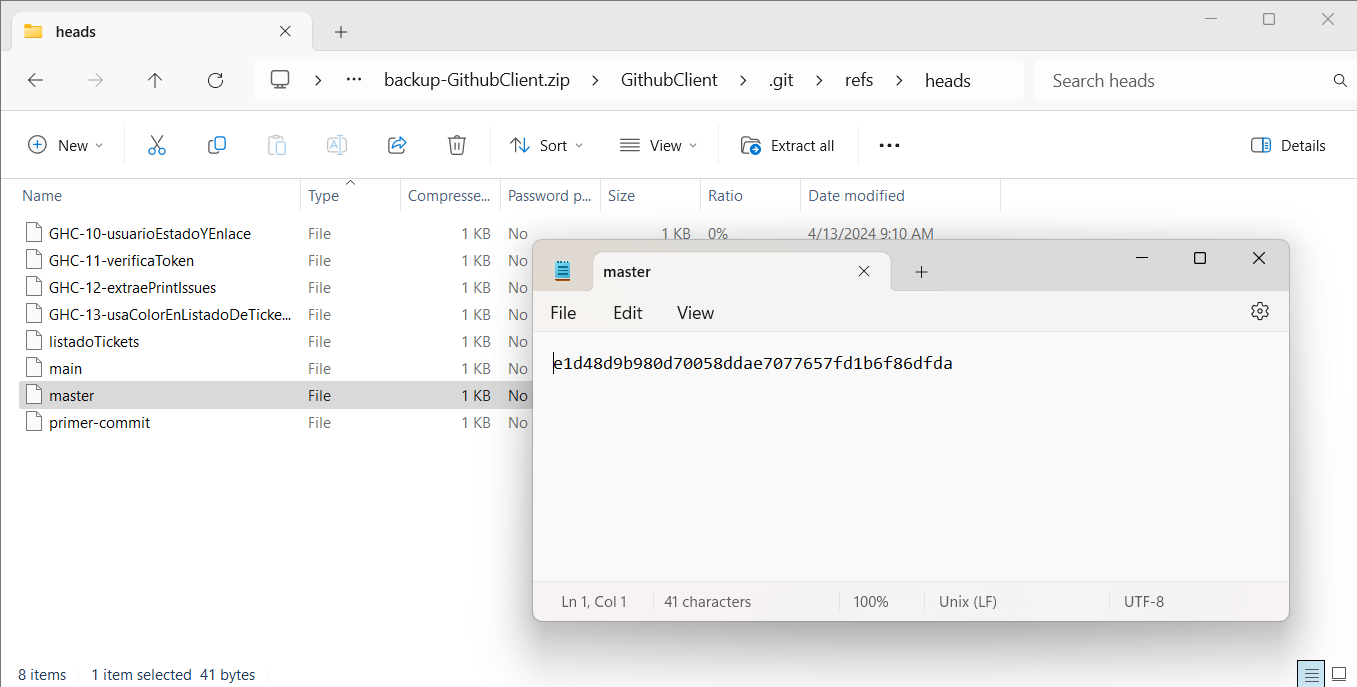 heads
backup-GithubClient.zip > GithubClient > .git > refs > heads
Search heads
New
Sort
View
Extract all
Details
Name Type Compresse... Password p... Size Ratio Date modified
GHC-10-usuarioEstadoYEnlace File 1 KB No 1 KB 0% 4/13/2024 9:10 AM
GHC-11-verificaToken File 1 KB No
GHC-12-extraePrintIssues File 1 KB No
GHC-13-usaColorEnListadoDeTicke... File 1 KB No
listadoTickets File 1 KB No
main File 1 KB No
master File 1 KB No
primer-commit File 1 KB No
master
File Edit View
e1d48d9b980d70058ddae7077657fd1b6f86dfda
Ln 1, Col 1 41 characters 100% Unix (LF) UTF-8
8 items 1 item selected 41 bytes